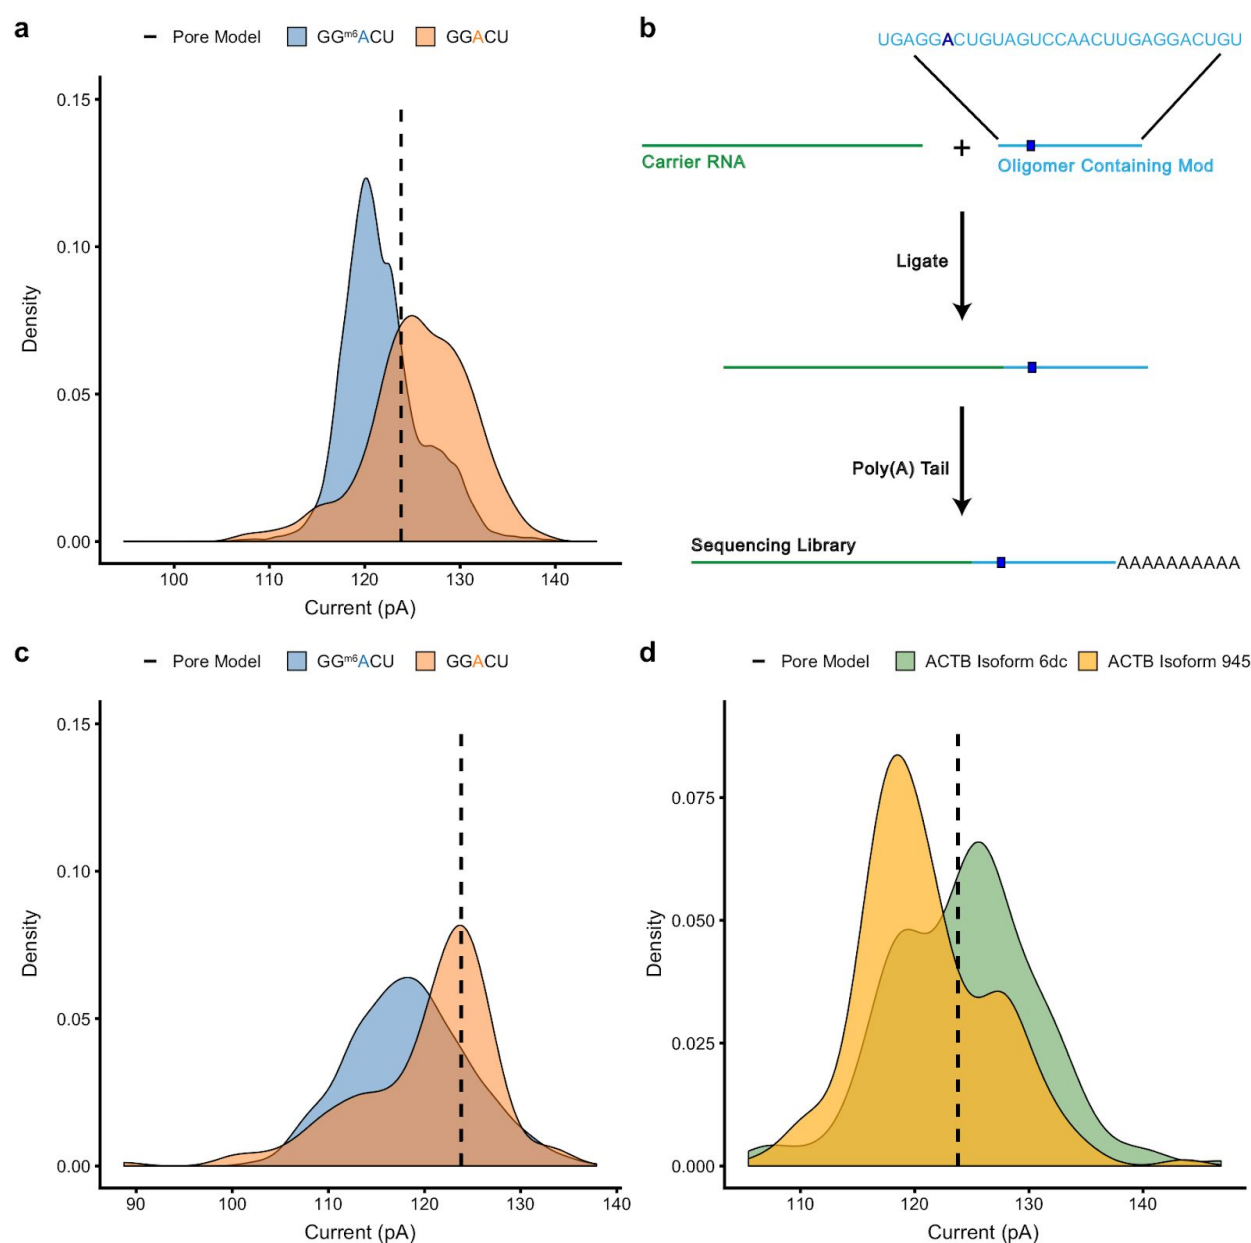 a
Pore Model GGm6ACU GGACU
0.15
0.10
0.05
0.00
Density
100 110 120 130 140
Current (pA)
b
UGAGGACUGUAGUCCAACUUGAGGACUGU
+
Carrier RNA
Oligomer Containing Mod
Ligate
Poly(A) Tail
Sequencing Library
AAAAAAAAAA
c
Pore Model GGm6ACU GGACU
0.15
0.10
0.05
0.00
Density
90 100 110 120 130 140
Current (pA)
d
Pore Model ACTB Isoform 6dc ACTB Isoform 945
0.075
0.050
0.025
0.000
Density
110 120 130 140
Current (pA)